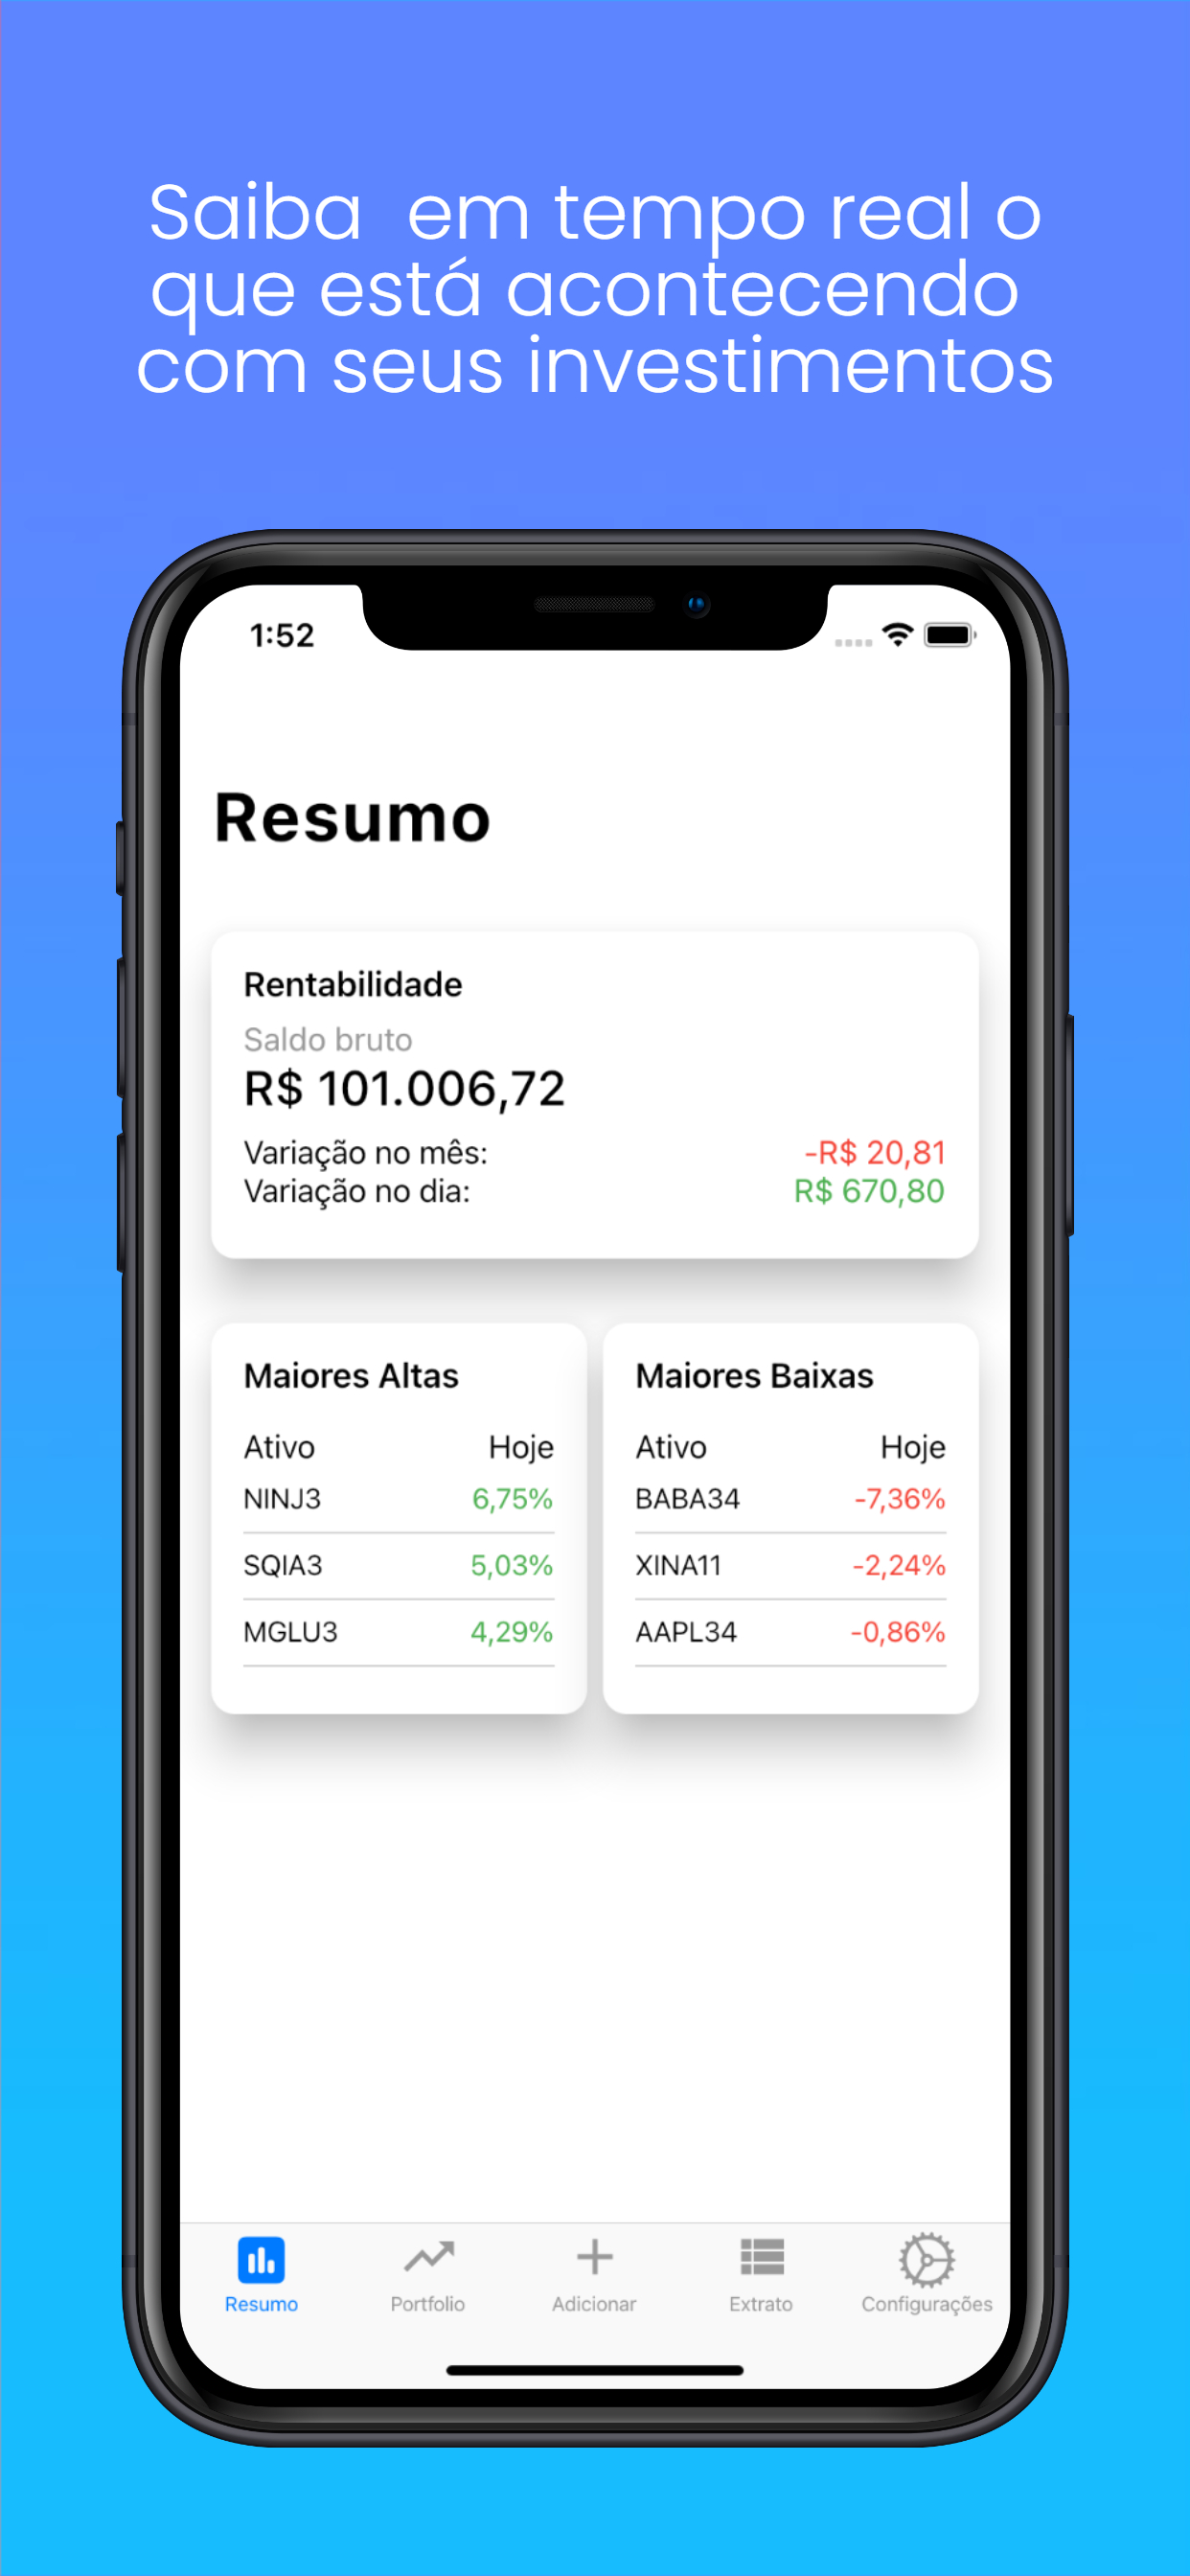 Saiba  em tempo real o
que está acontecendo
com seus investimentos
1:52
Resumo
Rentabilidade
Saldo bruto
R$ 101.006,72
Variação no mês: -R$ 20,81
Variação no dia: R$ 670,80
Maiores Altas
Ativo Hoje
NINJ3 6,75%
SQIA3 5,03%
MGLU3 4,29%
Maiores Baixas
Ativo Hoje
BABA34 -7,36%
XINA11 -2,24%
AAPL34 -0,86%
Resumo Portfolio Adicionar Extrato Configurações